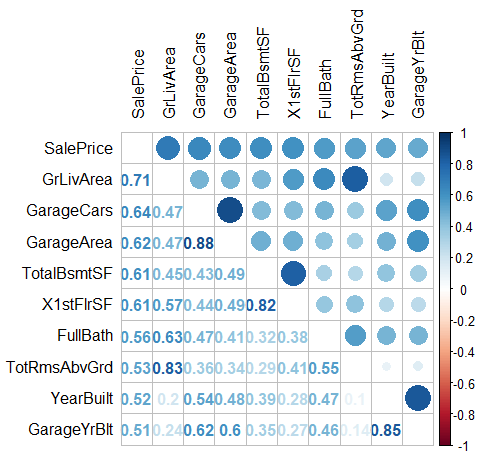 SalePrice GrLivArea GarageCars GarageArea TotalBsmtSF X1stFlrSF FullBath TotRmsAbvGrd YearBuilt GarageYrBlt
SalePrice
GrLivArea 0.71
GarageCars 0.64 0.47
GarageArea 0.62 0.47 0.88
TotalBsmtSF 0.61 0.45 0.43 0.49
X1stFlrSF 0.61 0.57 0.44 0.49 0.82
FullBath 0.56 0.63 0.47 0.41 0.32 0.38
TotRmsAbvGrd 0.53 0.83 0.36 0.34 0.29 0.41 0.55
YearBuilt 0.52 0.2 0.54 0.48 0.39 0.28 0.47 0.1
GarageYrBlt 0.51 0.24 0.62 0.6 0.35 0.27 0.46 0.14 0.85
1
0.8
0.6
0.4
0.2
0
-0.2
-0.4
-0.6
-0.8
-1